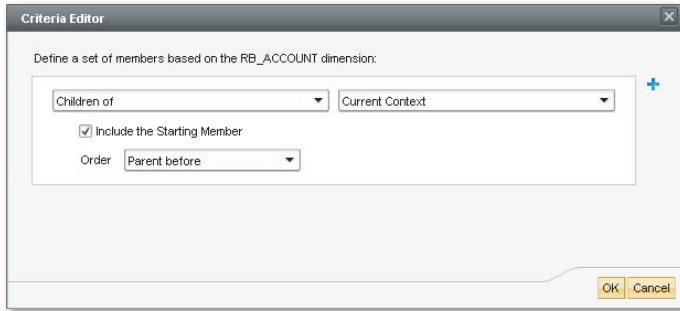 Criteria Editor
Define a set of members based on the RB_ACCOUNT dimension:
Children of Current Context
Include the Starting Member
Order Parent before
OK Cancel